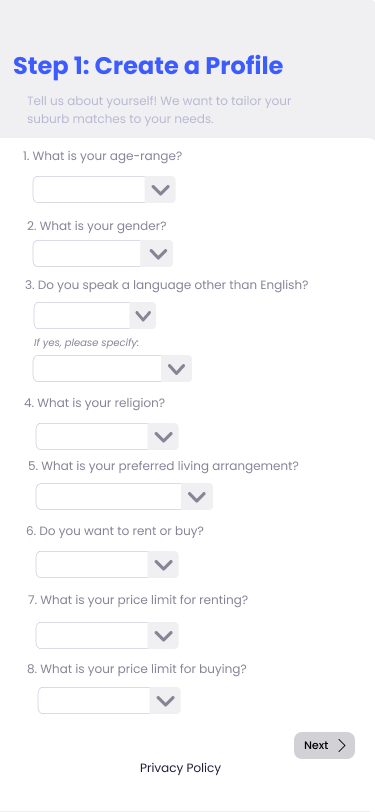 Step 1: Create a Profile
Tell us about yourself! We want to tailor your
suburb matches to your needs.
1. What is your age-range?
2. What is your gender?
3. Do you speak a language other than English?
If yes, please specify:
4. What is your religion?
5. What is your preferred living arrangement?
6. Do you want to rent or buy?
7. What is your price limit for renting?
8. What is your price limit for buying?
Next
Privacy Policy